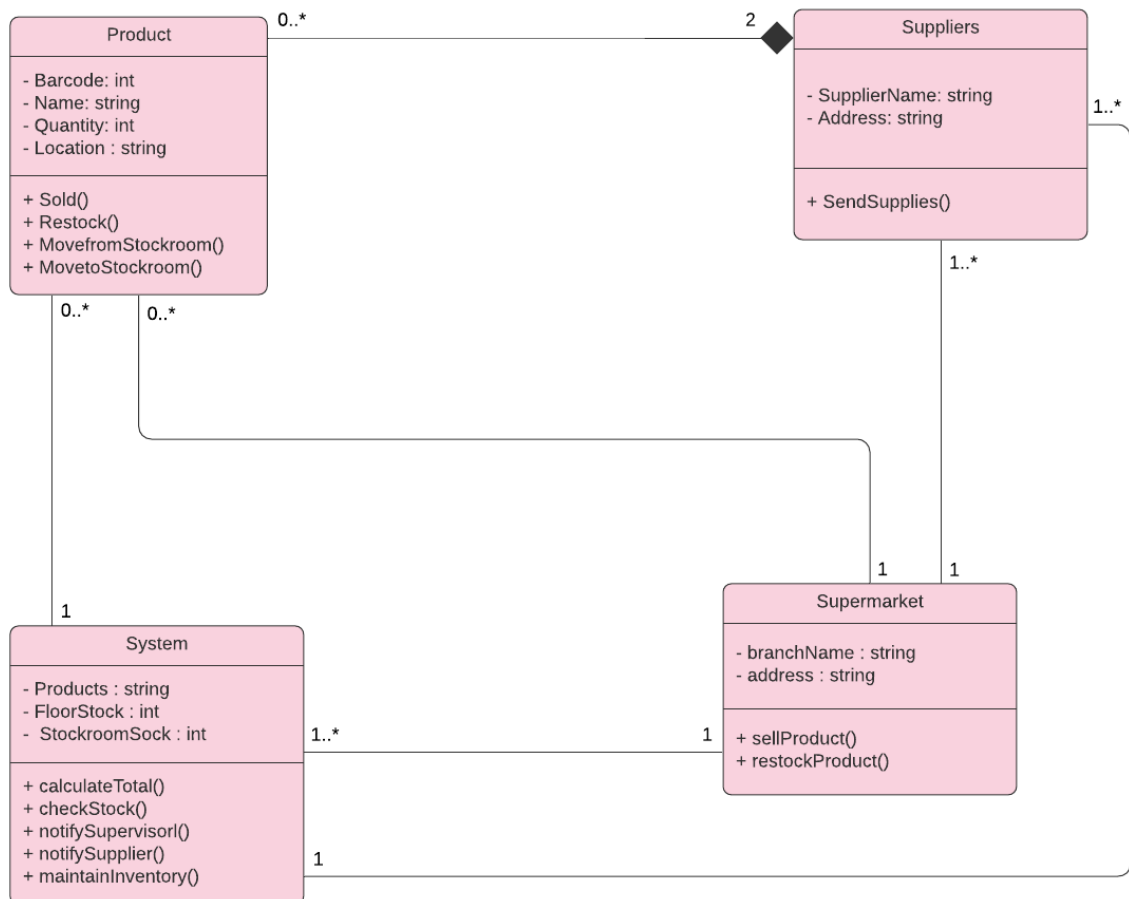 Product
- Barcode: int
- Name: string
- Quantity: int
- Location : string
+ Sold()
+ Restock()
+ MovefromStockroom()
+ MovetoStockroom()
0..*
2
Suppliers
- SupplierName: string
- Address: string
+ SendSupplies()
1..*
1..*
0..*
0..*
1
1
1
System
- Products : string
- FloorStock : int
- StockroomSock : int
+ calculateTotal()
+ checkStock()
+ notifySupervisorl()
+ notifySupplier()
+ maintainInventory()
1..*
1
1
Supermarket
- branchName : string
- address : string
+ sellProduct()
+ restockProduct()